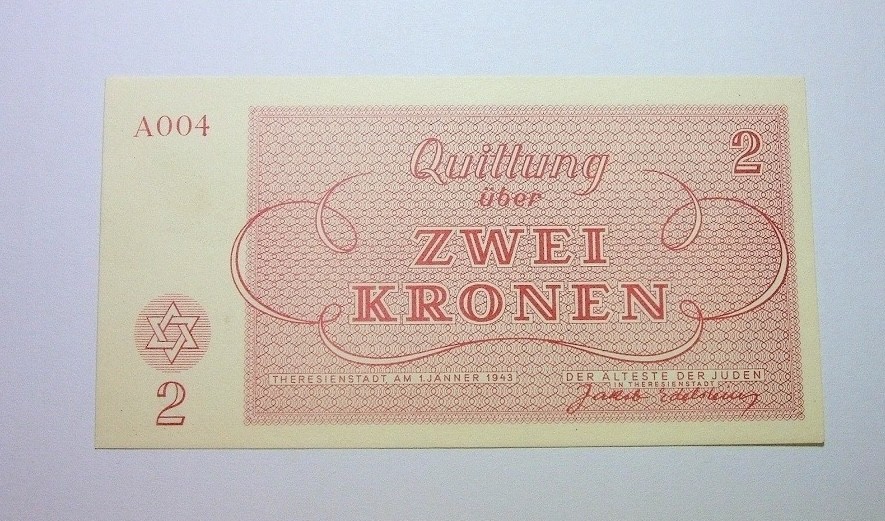 A004
2
Quittung
über
ZWEI
KRONEN
THERESIENSTADT, AM 1. JÄNNER 1943
DER ÄLTESTE DER JUDEN
IN THERESIENSTADT
Jakob Edelstein
2